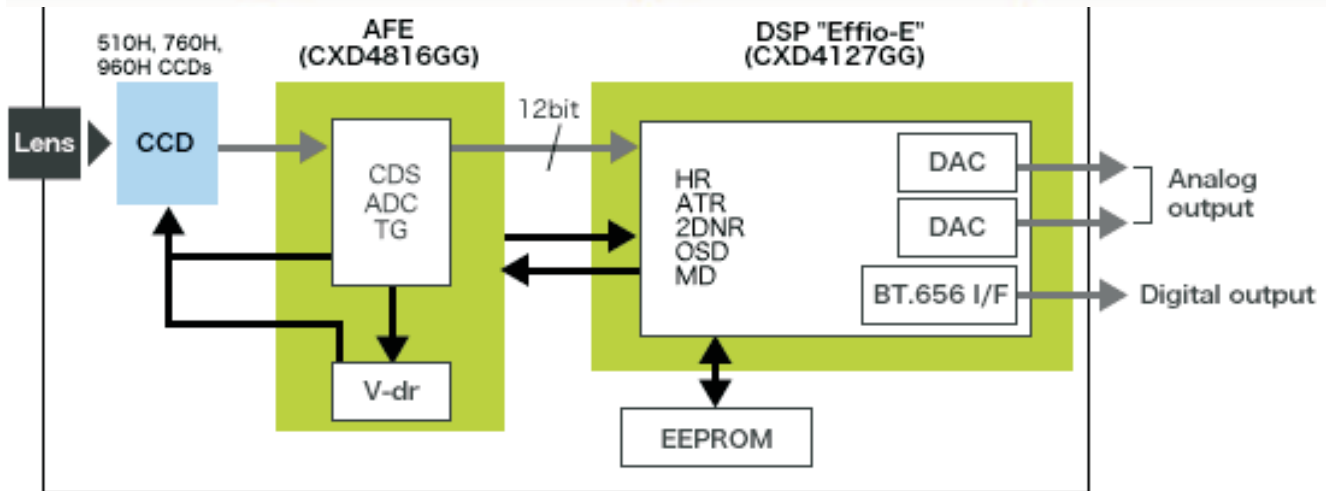 AFE
(CXD4816GG)
DSP "Effio-E"
(CXD4127GG)
510H, 760H,
960H CCDs
12bit
Lens
CCD
CDS
ADC
TG
V-dr
HR
ATR
2DNR
OSD
MD
DAC
DAC
BT.656 I/F
EEPROM
Analog
output
Digital output